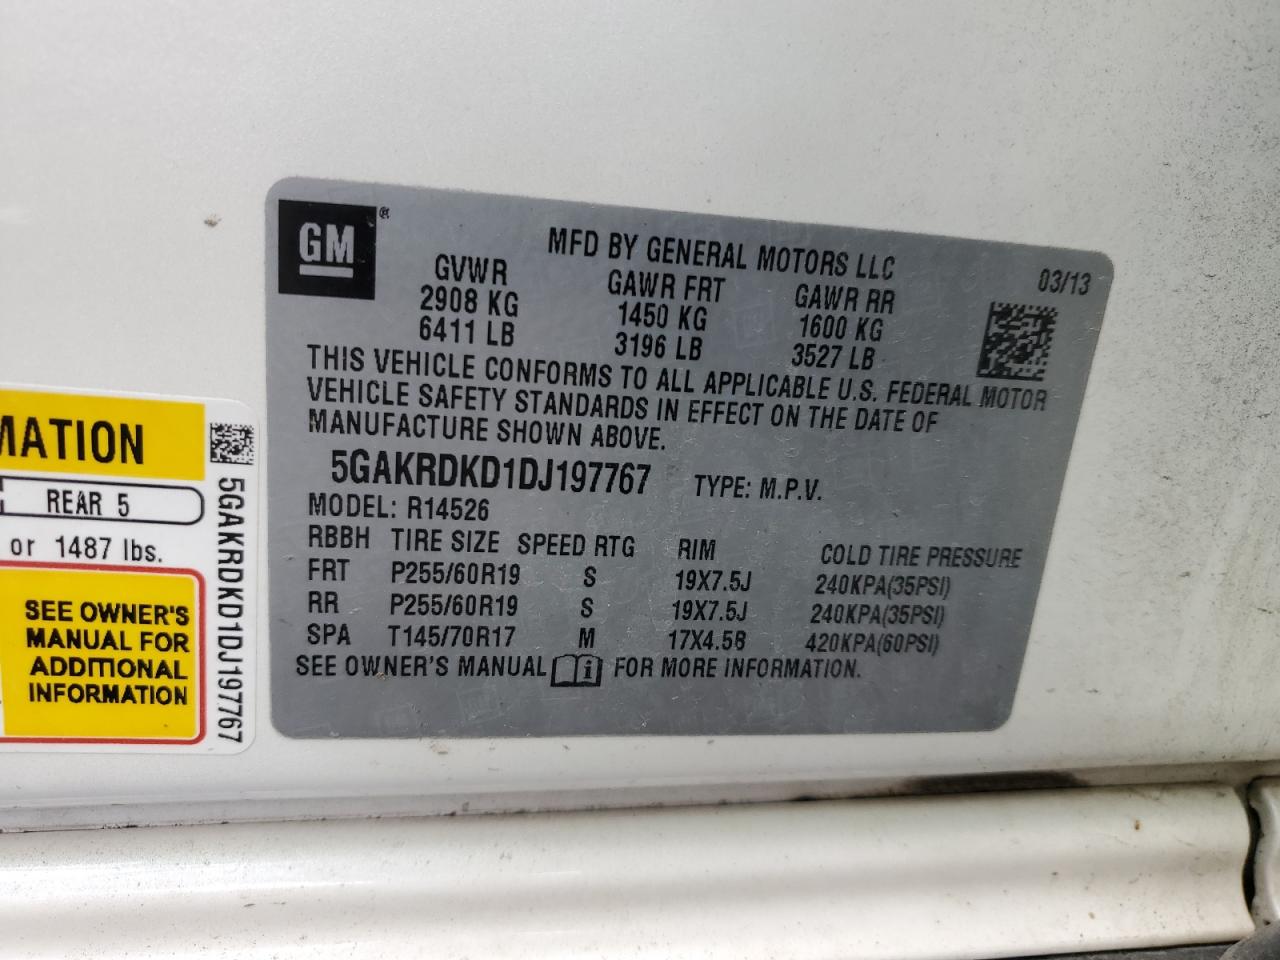 GM®
MFD BY GENERAL MOTORS LLC
03/13
GVWR GAWR FRT GAWR RR
2908 KG 1450 KG 1600 KG
6411 LB 3196 LB 3527 LB
THIS VEHICLE CONFORMS TO ALL APPLICABLE U.S. FEDERAL MOTOR
VEHICLE SAFETY STANDARDS IN EFFECT ON THE DATE OF
MANUFACTURE SHOWN ABOVE.
5GAKRDKD1DJ197767 TYPE: M.P.V.
MODEL: R14526
RBBH TIRE SIZE SPEED RTG RIM COLD TIRE PRESSURE
FRT P255/60R19 S 19X7.5J 240KPA(35PSI)
RR P255/60R19 S 19X7.5J 240KPA(35PSI)
SPA T145/70R17 M 17X4.5B 420KPA(60PSI)
SEE OWNER'S MANUAL i FOR MORE INFORMATION.
MATION
REAR 5
or 1487 lbs.
SEE OWNER'S
MANUAL FOR
ADDITIONAL
INFORMATION
5GAKRDKD1DJ197767